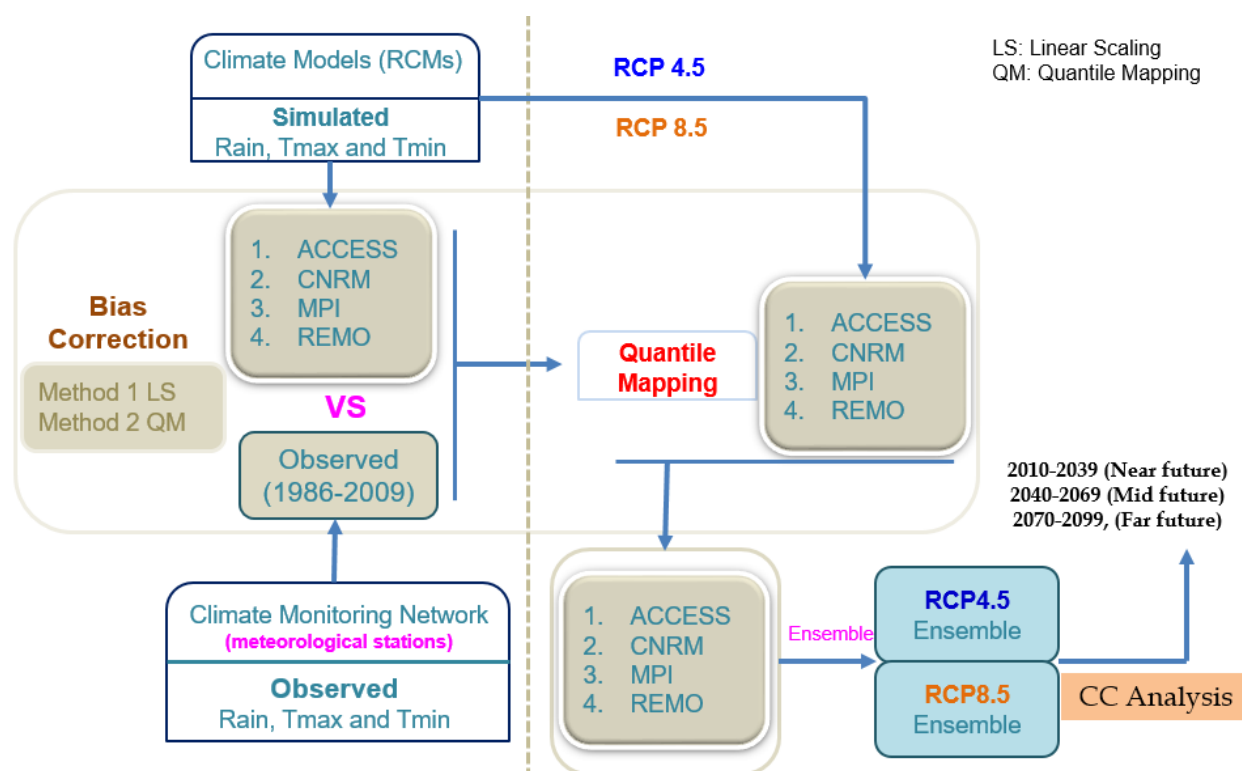 Climate Models (RCMs)
Simulated
Rain, Tmax and Tmin
RCP 4.5
RCP 8.5
LS: Linear Scaling
QM: Quantile Mapping
1. ACCESS
2. CNRM
3. MPI
4. REMO
Bias
Correction
Method 1 LS
Method 2 QM
VS
Observed
(1986-2009)
Quantile
Mapping
1. ACCESS
2. CNRM
3. MPI
4. REMO
2010-2039 (Near future)
2040-2069 (Mid future)
2070-2099, (Far future)
Climate Monitoring Network
(meteorological stations)
Observed
Rain, Tmax and Tmin
1. ACCESS
2. CNRM
3. MPI
4. REMO
Ensemble
RCP4.5
Ensemble
RCP8.5
Ensemble
CC Analysis